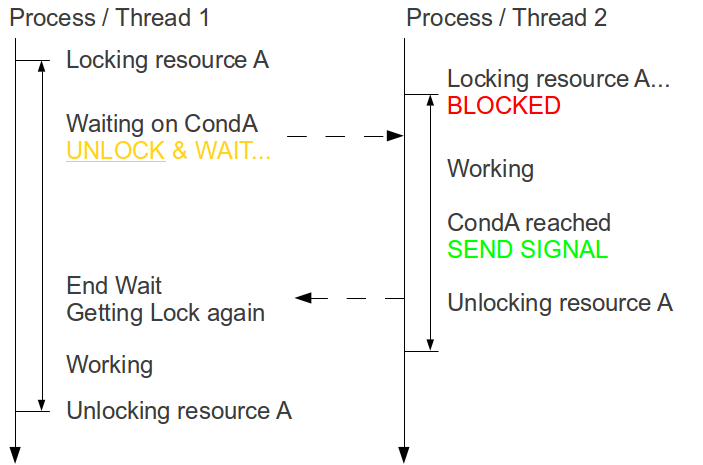 Process / Thread 1
Locking resource A
Waiting on CondA
UNLOCK & WAIT...
End Wait
Getting Lock again
Working
Unlocking resource A
Process / Thread 2
Locking resource A...
BLOCKED
Working
CondA reached
SEND SIGNAL
Unlocking resource A